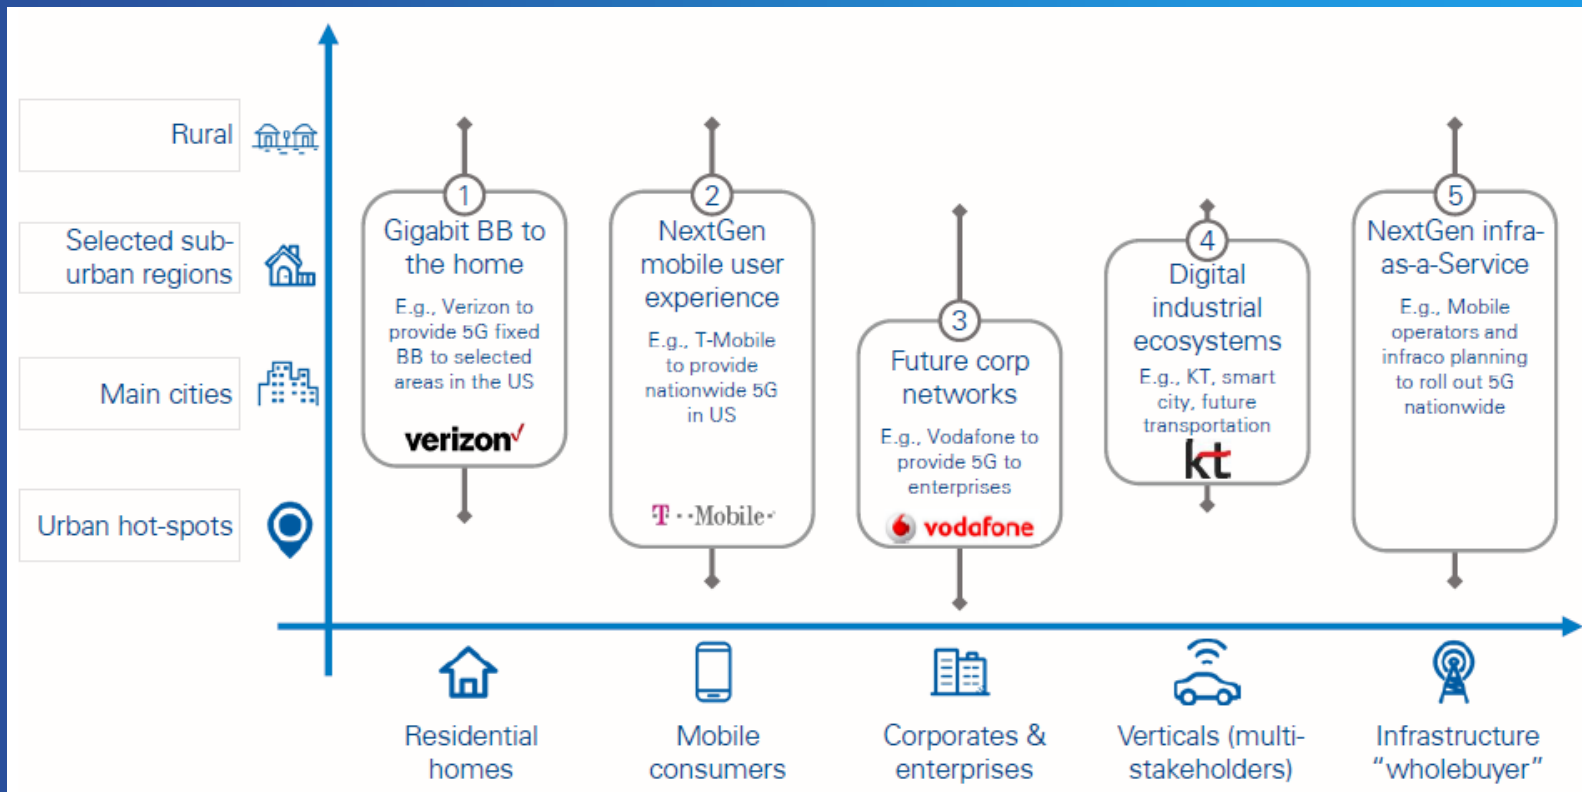 Rural
Selected sub-
urban regions
Main cities
Urban hot-spots
1
Gigabit BB to
the home
E.g., Verizon to
provide 5G fixed
BB to selected
areas in the US
verizon
2
NextGen
mobile user
experience
E.g., T-Mobile
to provide
nationwide 5G
in US
T··Mobile·
3
Future corp
networks
E.g., Vodafone to
provide 5G to
enterprises
vodafone
4
Digital
industrial
ecosystems
E.g., KT, smart
city, future
transportation
kt
5
NextGen infra-
as-a-Service
E.g., Mobile
operators and
infraco planning
to roll out 5G
nationwide
Residential
homes
Mobile
consumers
Corporates &
enterprises
Verticals (multi-
stakeholders)
Infrastructure
“wholebuyer”